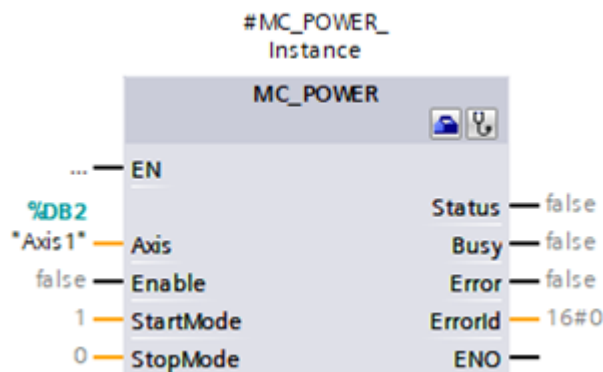 #MC_POWER_
Instance
MC_POWER
... EN
%DB2 Status false
"Axis1" Axis Busy false
false Enable Error false
1 StartMode ErrorId 16#0
0 StopMode ENO